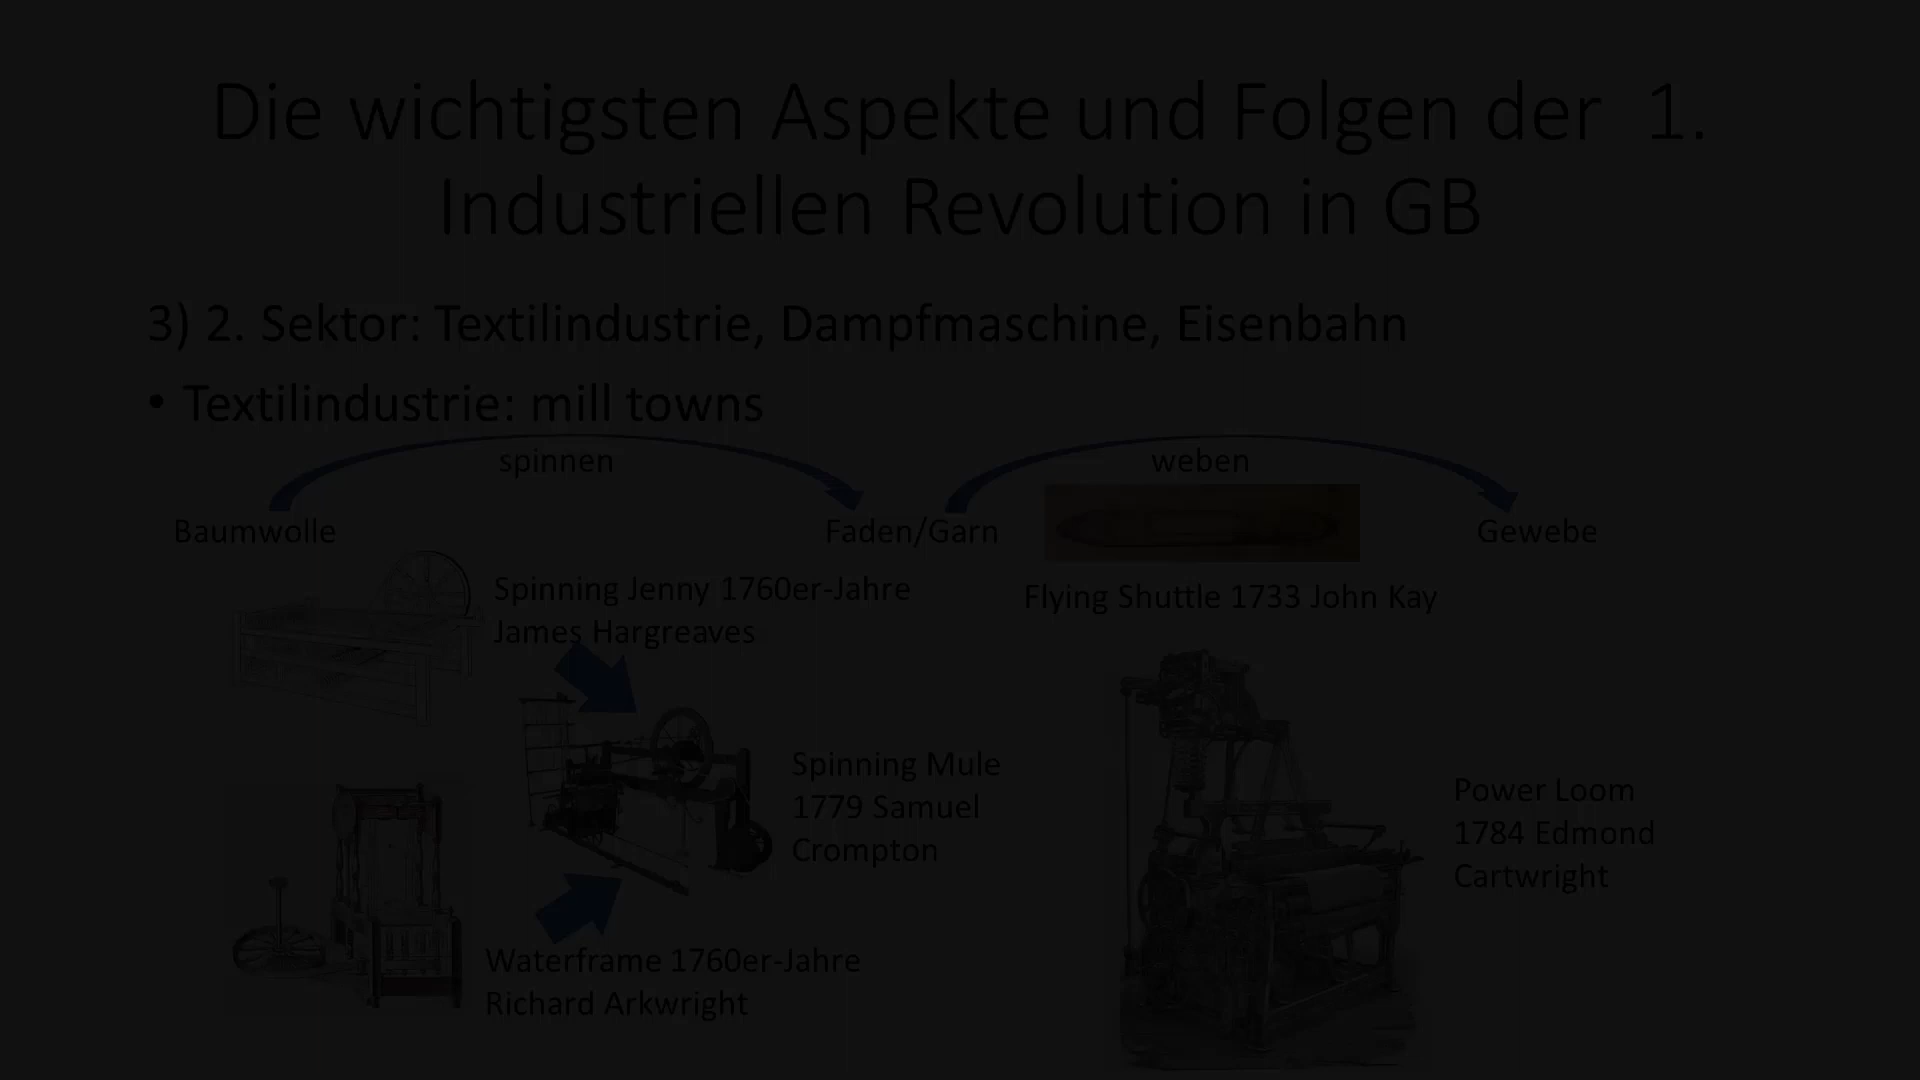 Die wichtigsten Aspekte und Folgen der 1.
Industriellen Revolution in GB
3) 2. Sektor: Textilindustrie, Dampfmaschine, Eisenbahn
• Textilindustrie: mill towns
spinnen
weben
Baumwolle
Faden/Garn
Gewebe
Spinning Jenny 1760er-Jahre
James Hargreaves
Flying Shuttle 1733 John Kay
Spinning Mule
1779 Samuel
Crompton
Power Loom
1784 Edmond
Cartwright
Waterframe 1760er-Jahre
Richard Arkwright